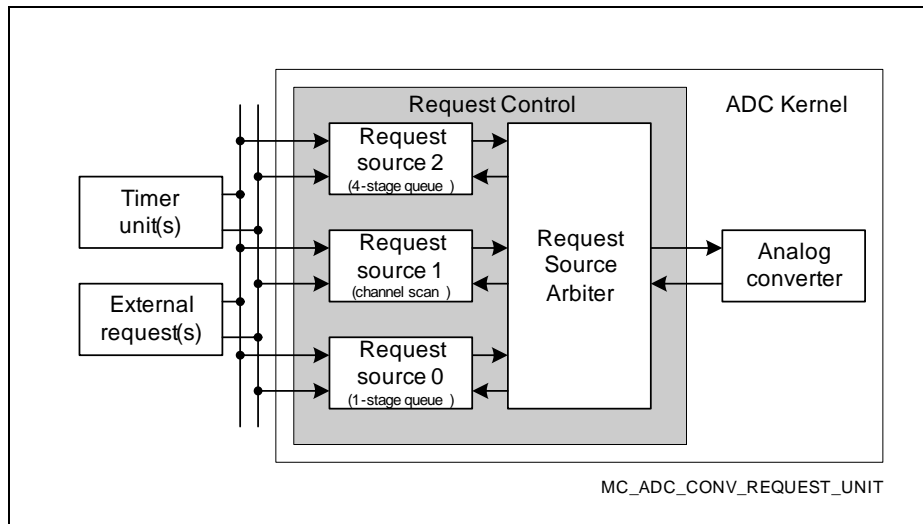 Request Control
ADC Kernel
Request
source 2
(4-stage queue )
Timer
unit(s)
Request
source 1
(channel scan )
Request
Source
Arbiter
Analog
converter
External
request(s)
Request
source 0
(1-stage queue )
MC_ADC_CONV_REQUEST_UNIT